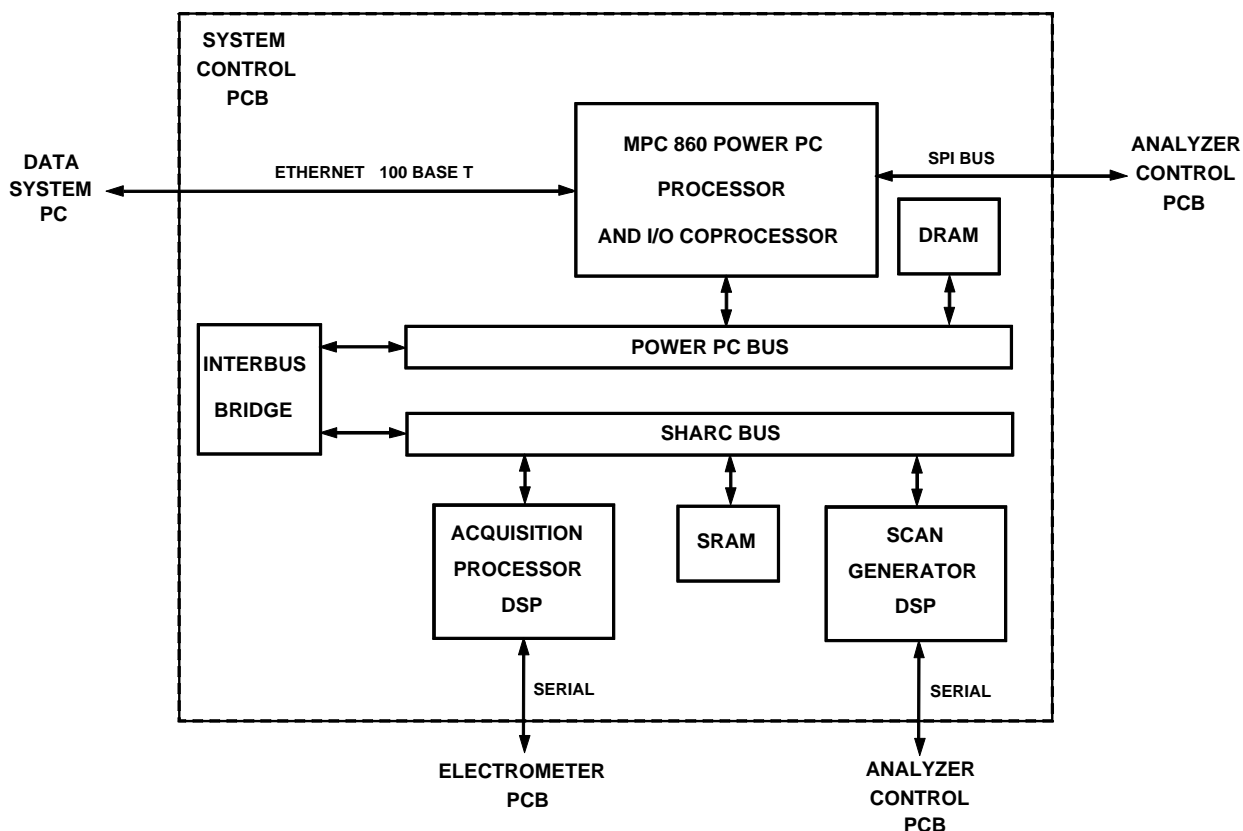 SYSTEM
CONTROL
PCB
MPC 860 POWER PC
PROCESSOR
AND I/O COPROCESSOR
DATA
SYSTEM
PC
ETHERNET 100 BASE T
SPI BUS
ANALYZER
CONTROL
PCB
DRAM
INTERBUS
BRIDGE
POWER PC BUS
SHARC BUS
ACQUISITION
PROCESSOR
DSP
SRAM
SCAN
GENERATOR
DSP
SERIAL
SERIAL
ELECTROMETER
PCB
ANALYZER
CONTROL
PCB